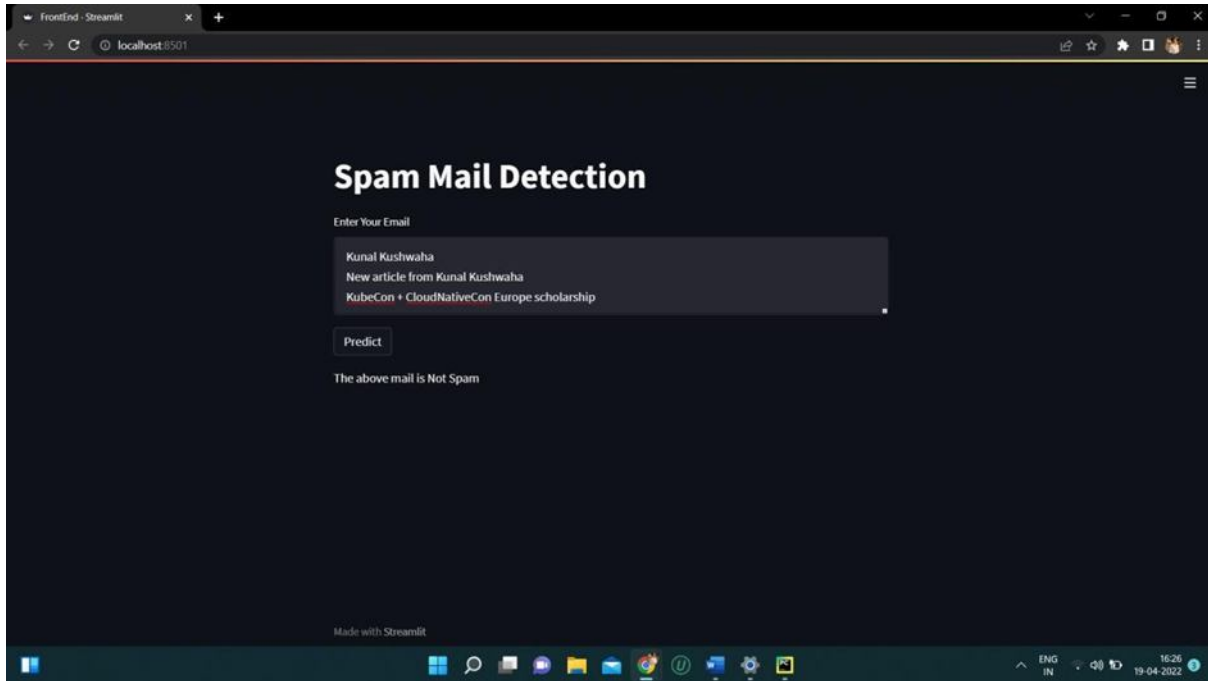 FrontEnd · Streamlit
localhost:8501
Spam Mail Detection
Enter Your Email
Kunal Kushwaha
New article from Kunal Kushwaha
KubeCon + CloudNativeCon Europe scholarship
Predict
The above mail is Not Spam
Made with Streamlit
ENG
IN
16:26
19-04-2022
3
PC